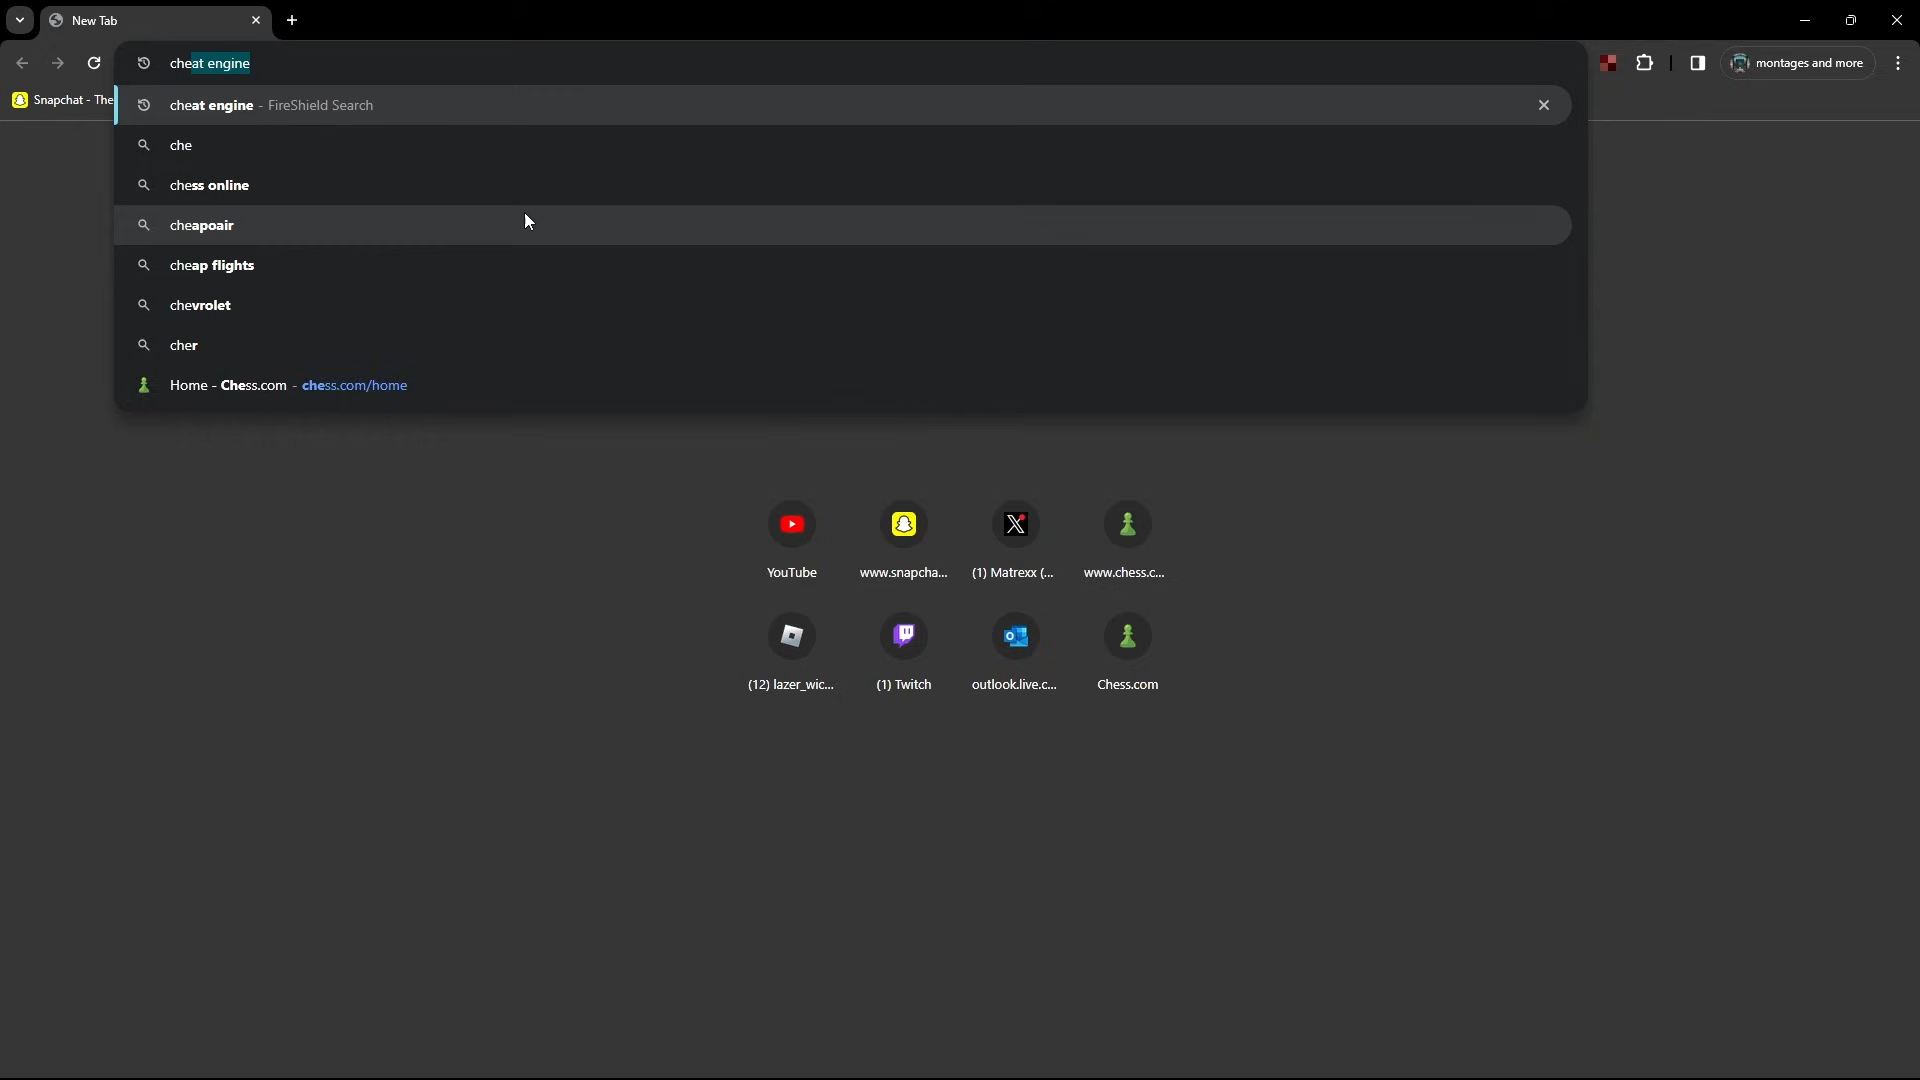 New Tab
cheat engine
montages and more
Snapchat - The
cheat engine - FireShield Search
che
chess online
cheapoair
cheap flights
chevrolet
cher
Home - Chess.com - chess.com/home
YouTube
www.snapcha...
(1) Matrexx (...
www.chess.c...
(12) lazer_wic...
(1) Twitch
outlook.live.c...
Chess.com